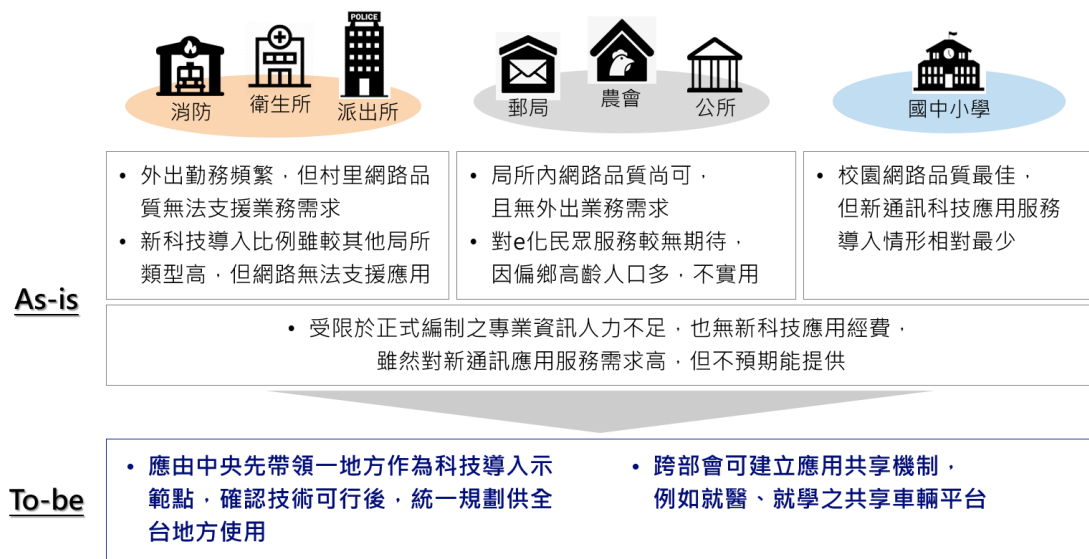 POLICE
消防
衛生所
派出所
郵局
農會
公所
國中小學
As-is
• 外出勤務頻繁，但村里網路品
質無法支援業務需求
• 新科技導入比例雖較其他局所
類型高，但網路無法支援應用
• 局所內網路品質尚可，
且無外出業務需求
• 對e化民眾服務較無期待，
因偏鄉高齡人口多，不實用
• 校園網路品質最佳，
但新通訊科技應用服務
導入情形相對最少
• 受限於正式編制之專業資訊人力不足，也無新科技應用經費，
雖然對新通訊應用服務需求高，但不預期能提供
To-be
• 應由中央先帶領一地方作為科技導入示
範點，確認技術可行後，統一規劃供全
台地方使用
• 跨部會可建立應用共享機制，
例如就醫、就學之共享車輛平台